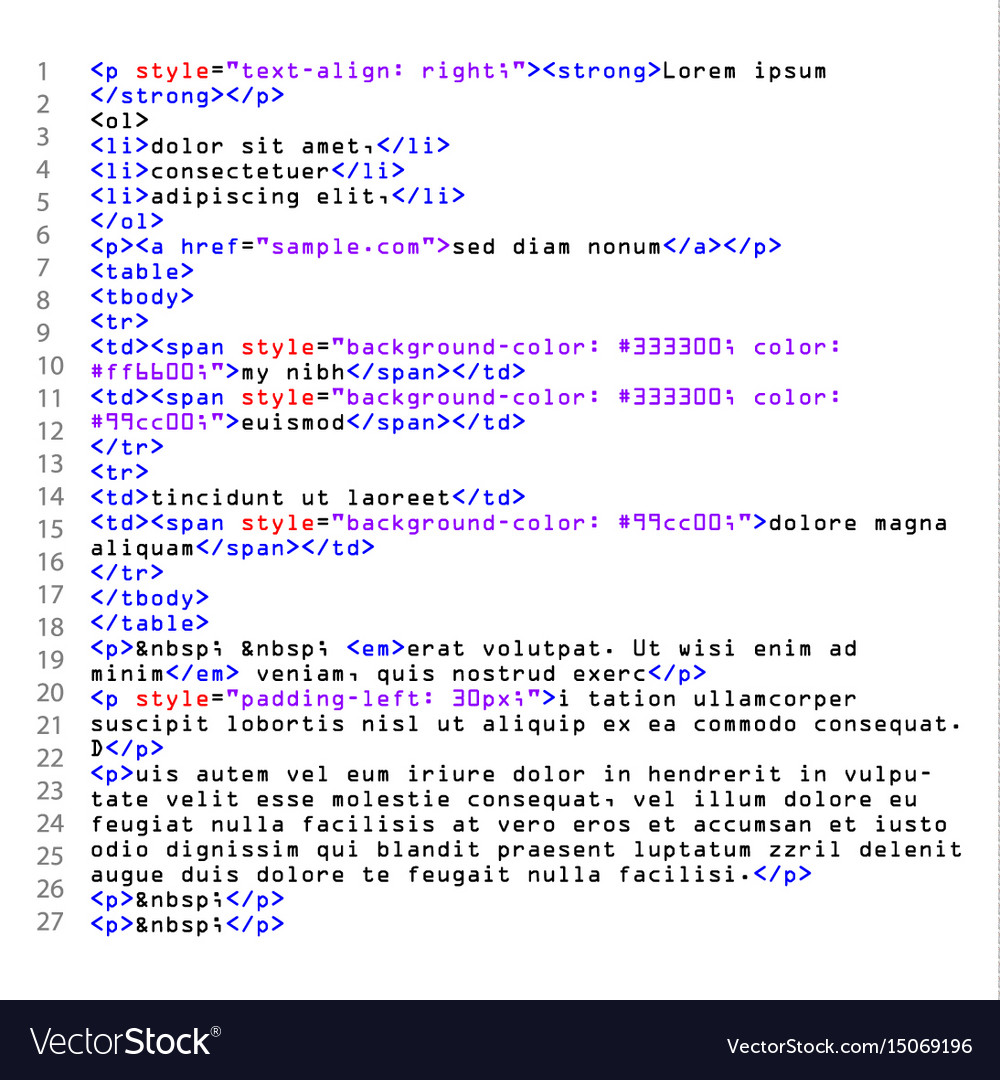 1 <p style="text-align: right;"><strong>Lorem ipsum
2 </strong></p>
<ol>
3 <li>dolor sit amet,</li>
4 <li>consectetuer</li>
5 <li>adipiscing elit,</li>
</ol>
6 <p><a href="sample.com">sed diam nonum</a></p>
7 <table>
8 <tbody>
<tr>
9 <td><span style="background-color: #333300; color:
10 #ff6600;">my nibh</span></td>
11 <td><span style="background-color: #333300; color:
12 #99cc00;">euismod</span></td>
</tr>
13 <tr>
14 <td>tincidunt ut laoreet</td>
15 <td><span style="background-color: #99cc00;">dolore magna
aliquam</span></td>
16 </tr>
17 </tbody>
18 </table>
<p>&nbsp; &nbsp; <em>erat volutpat. Ut wisi enim ad
19 minim</em> veniam, quis nostrud exerc</p>
20 <p style="padding-left: 30px;">i tation ullamcorper
21 suscipit lobortis nisl ut aliquip ex ea commodo consequat.
22 D</p>
<p>uis autem vel eum iriure dolor in hendrerit in vulpu-
23 tate velit esse molestie consequat, vel illum dolore eu
24 feugiat nulla facilisis at vero eros et accumsan et iusto
25 odio dignissim qui blandit praesent luptatum zzril delenit
augue duis dolore te feugait nulla facilisi.</p>
26 <p>&nbsp;</p>
27 <p>&nbsp;</p>
VectorStock®
VectorStock.com/15069196